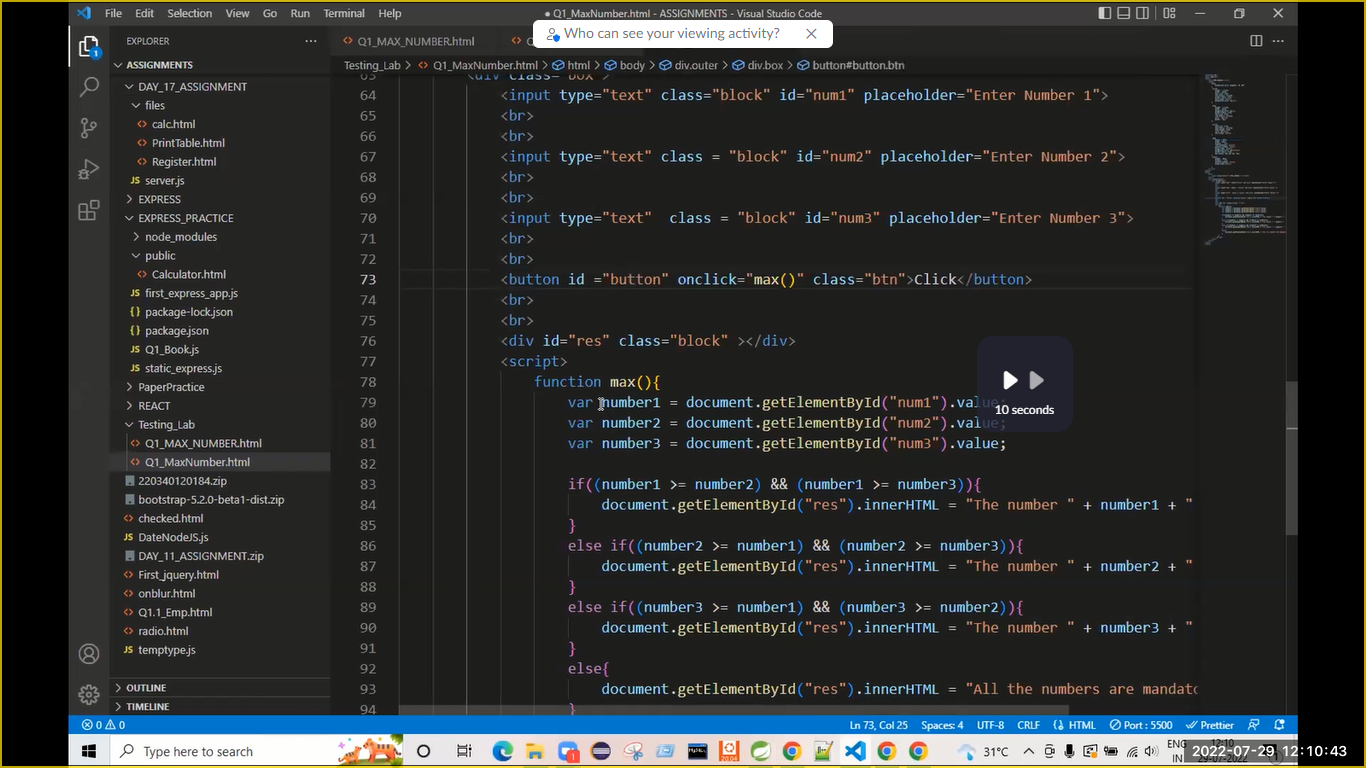 File Edit Selection View Go Run Terminal Help
● Q1_MaxNumber.html - ASSIGNMENTS - Visual Studio Code
Who can see your viewing activity?
EXPLORER
Q1_MAX_NUMBER.html
Testing_Lab > Q1_MaxNumber.html > html > body > div.outer > div.box > button#button.btn
1
ASSIGNMENTS
DAY_17_ASSIGNMENT
files
calc.html
PrintTable.html
Register.html
JS server.js
EXPRESS
EXPRESS_PRACTICE
node_modules
public
Calculator.html
JS first_express_app.js
{} package-lock.json
{} package.json
JS Q1_Book.js
JS static_express.js
PaperPractice
REACT
Testing_Lab
Q1_MAX_NUMBER.html
Q1_MaxNumber.html
220340120184.zip
bootstrap-5.2.0-beta1-dist.zip
checked.html
JS DateNodeJS.js
DAY_11_ASSIGNMENT.zip
First_jquery.html
onblur.html
Q1.1_Emp.html
radio.html
JS temptype.js
OUTLINE
TIMELINE
63 <div class="box">
64 <input type="text" class="block" id="num1" placeholder="Enter Number 1">
65 <br>
66 <br>
67 <input type="text" class = "block" id="num2" placeholder="Enter Number 2">
68 <br>
69 <br>
70 <input type="text"  class = "block" id="num3" placeholder="Enter Number 3">
71 <br>
72 <br>
73 <button id ="button" onclick="max()" class="btn">Click</button>
74 <br>
75 <br>
76 <div id="res" class="block" ></div>
77 <script>
78 function max(){
79 var number1 = document.getElementById("num1").value;
80 var number2 = document.getElementById("num2").value;
81 var number3 = document.getElementById("num3").value;
82
83 if((number1 >= number2) && (number1 >= number3)){
84 document.getElementById("res").innerHTML = "The number " + number1 + "
85 }
86 else if((number2 >= number1) && (number2 >= number3)){
87 document.getElementById("res").innerHTML = "The number " + number2 + "
88 }
89 else if((number3 >= number1) && (number3 >= number2)){
90 document.getElementById("res").innerHTML = "The number " + number3 + "
91 }
92 else{
93 document.getElementById("res").innerHTML = "All the numbers are
94 }
10 seconds
0 0 Ln 73, Col 25 Spaces: 4 UTF-8 CRLF {} HTML Port : 5500 Prettier
Type here to search
31°C
ENG
IN
2022-07-29, 12:10:43